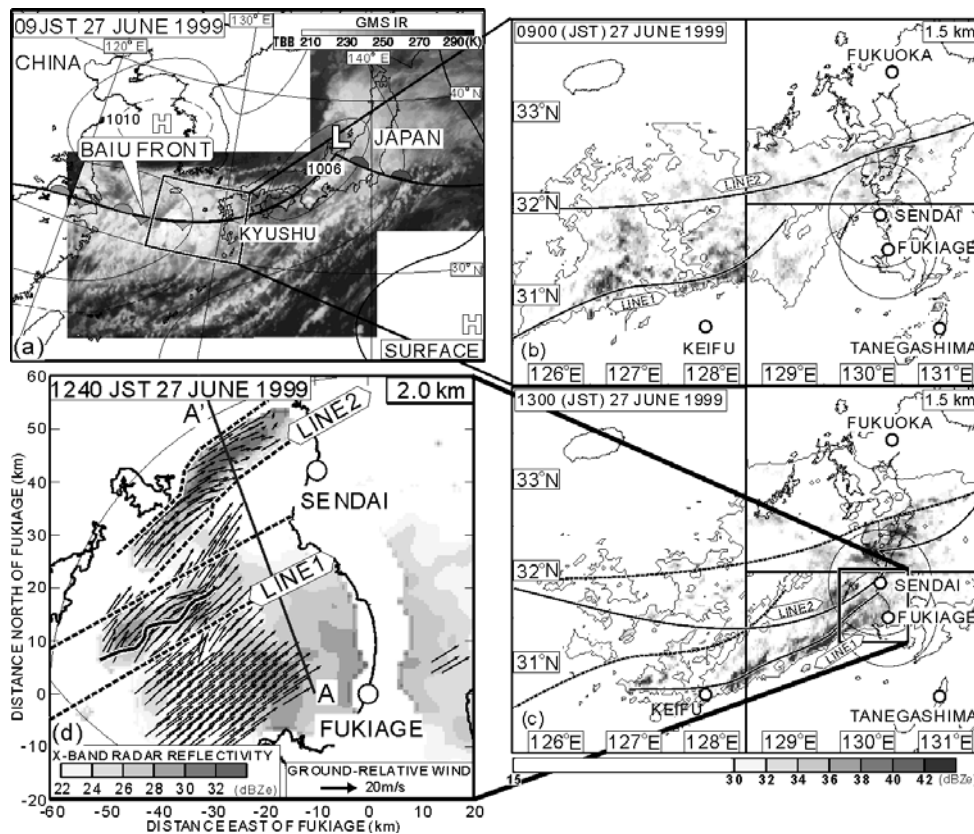 09JST 27 JUNE 1999
130°E
GMS IR
TBB 210 230 250 270 290(K)
120°E
140°E
CHINA
40°N
1010
H
L
JAPAN
BAIU FRONT
1006
KYUSHU
30°N
H
(a)
SURFACE
0900 (JST) 27 JUNE 1999
1.5 km
FUKUOKA
33°N
LINE2
32°N
SENDAI
FUKIAGE
31°N
LINE1
KEIFU
TANEGASHIMA
(b)
126°E 127°E 128°E 129°E 130°E 131°E
1300 (JST) 27 JUNE 1999
1.5 km
FUKUOKA
33°N
32°N
SENDAI
LINE2
FUKIAGE
31°N
LINE1
KEIFU
TANEGASHIMA
(c)
126°E 127°E 128°E 129°E 130°E 131°E
15 30 32 34 36 38 40 42 (dBZe)
1240 JST 27 JUNE 1999
2.0 km
A'
LINE2
SENDAI
LINE1
A
FUKIAGE
(d)
X-BAND RADAR REFLECTIVITY
22 24 26 28 30 32 (dBZe)
GROUND-RELATIVE WIND
20m/s
60
50
40
30
20
10
0
-10
-20
DISTANCE NORTH OF FUKIAGE (km)
-60 -50 -40 -30 -20 -10 0 10 20
DISTANCE EAST OF FUKIAGE (km)